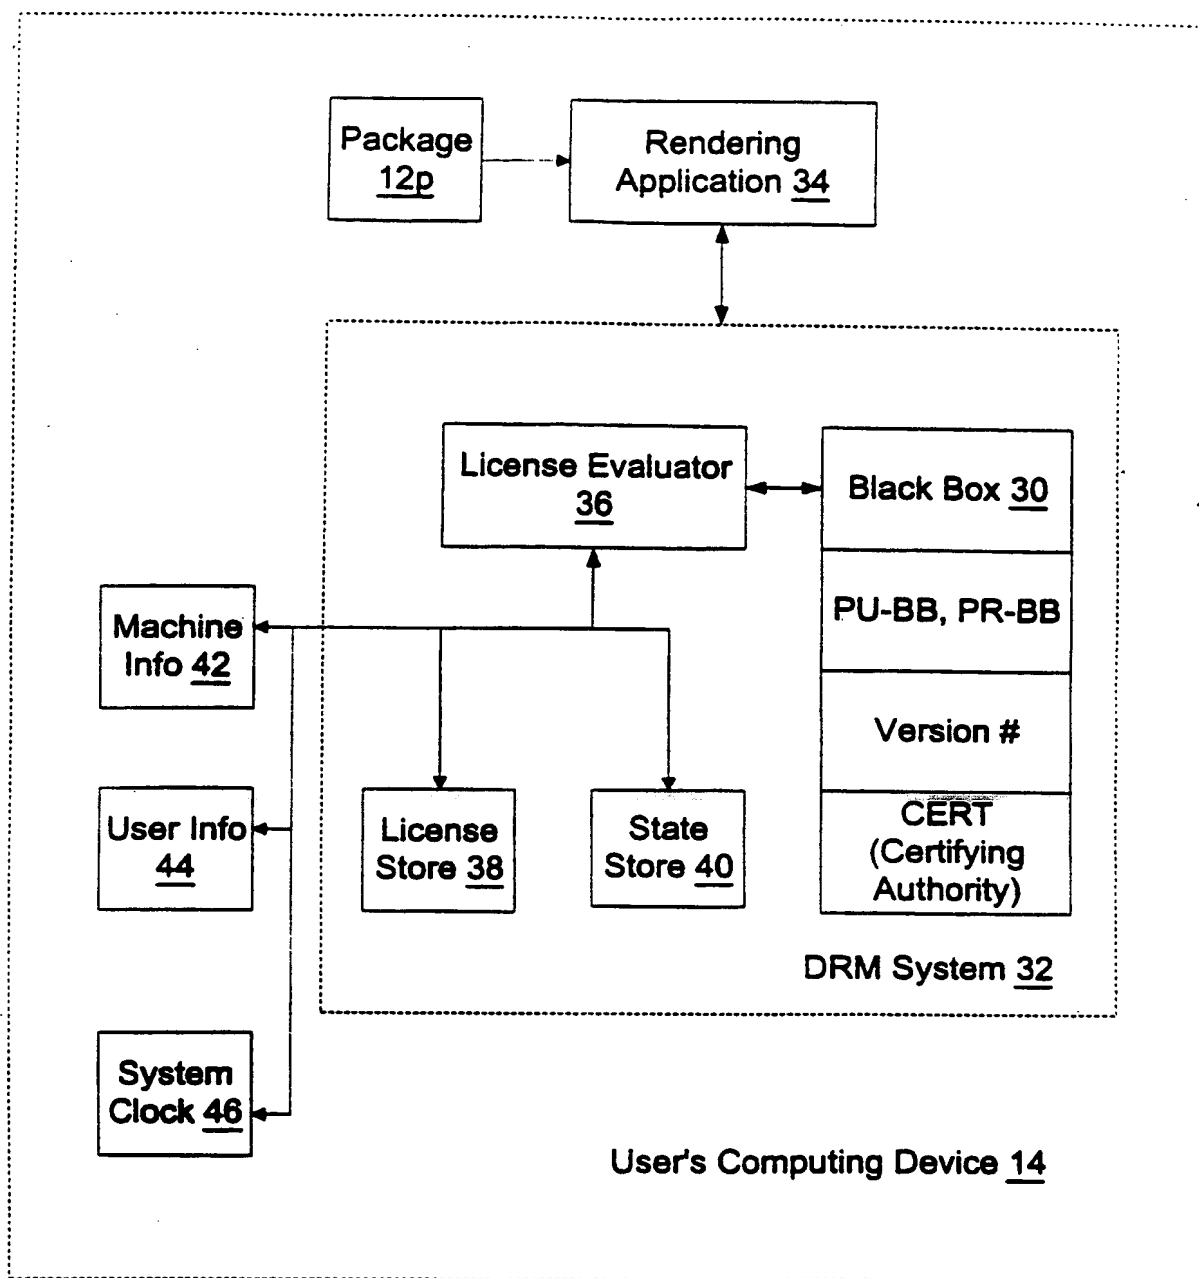 Package
12p
Rendering
Application 34
License Evaluator
36
Black Box 30
PU-BB, PR-BB
Version #
CERT
(Certifying
Authority)
Machine
Info 42
User Info
44
License
Store 38
State
Store 40
DRM System 32
System
Clock 46
User's Computing Device 14